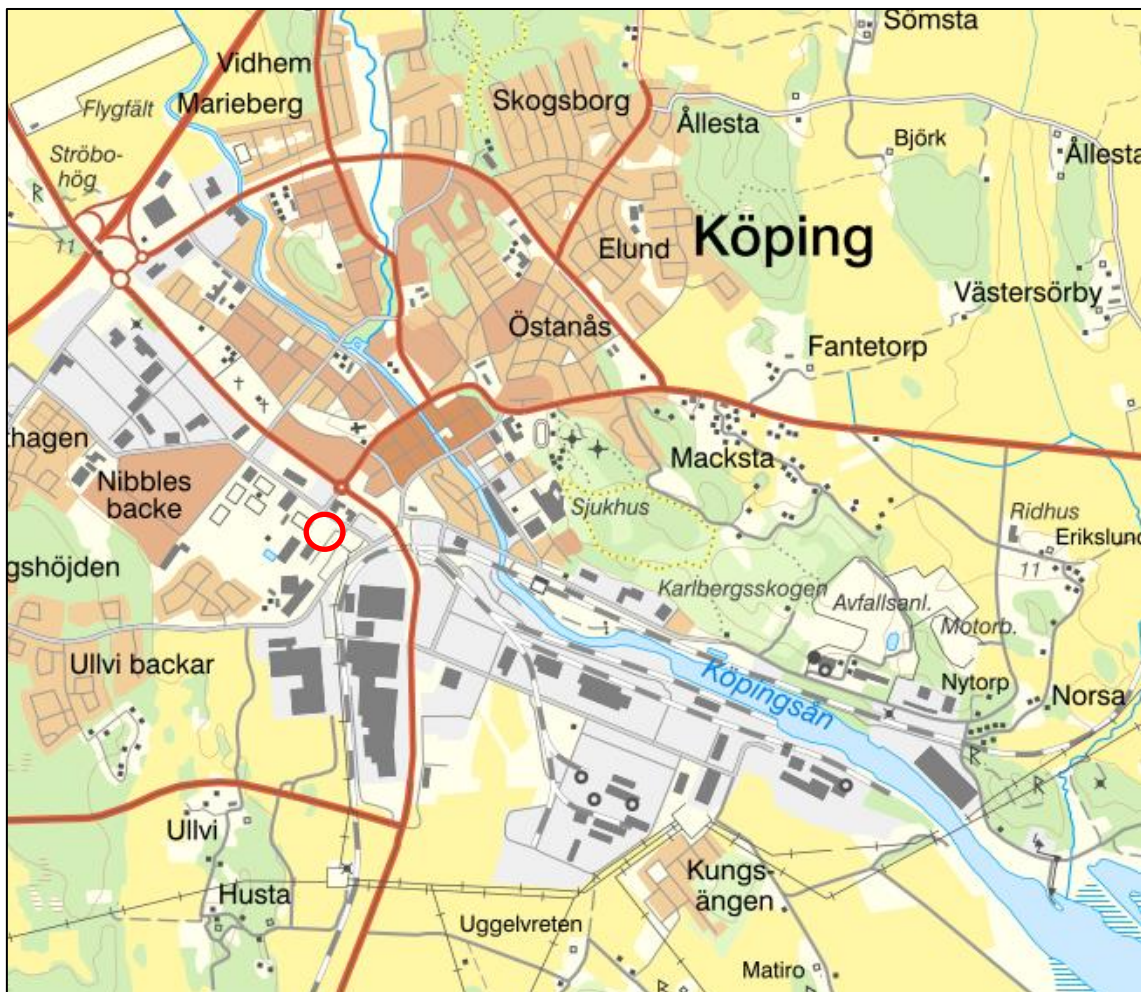 Sömsta
Vidhem
Marieberg
Skogsborg
Flygfält
Ållesta
Björk
Ållesta
Ströbo-
hög
11
Elund
Köping
Västersörby
Östanås
Fantetorp
thagen
Macksta
Nibbles
backe
Sjukhus
Ridhus
Erikslund
11
gshöjden
Karlbergsskogen
Avfallsanl.
Motorb.
Ullvi backar
Köpingsån
Nytorp
Norsa
Ullvi
Kungs-
ängen
Husta
Uggelvreten
Matiro